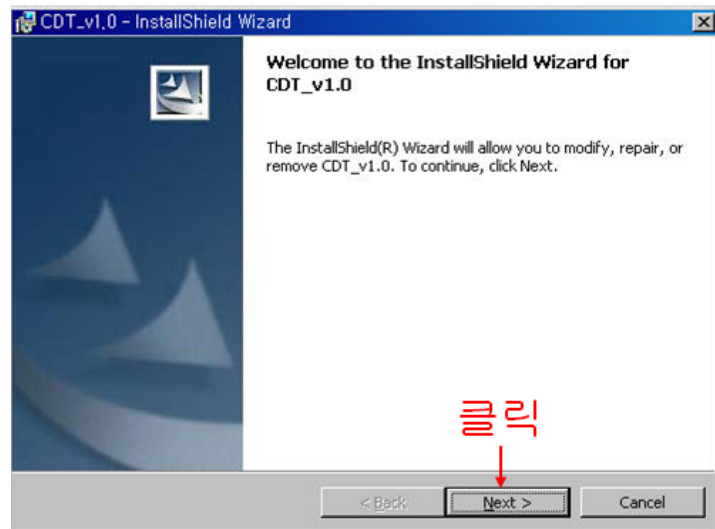 CDT_v1.0 - InstallShield Wizard
Welcome to the InstallShield Wizard for
CDT_v1.0
The InstallShield(R) Wizard will allow you to modify, repair, or
remove CDT_v1.0. To continue, click Next.
클릭
< Back Next > Cancel